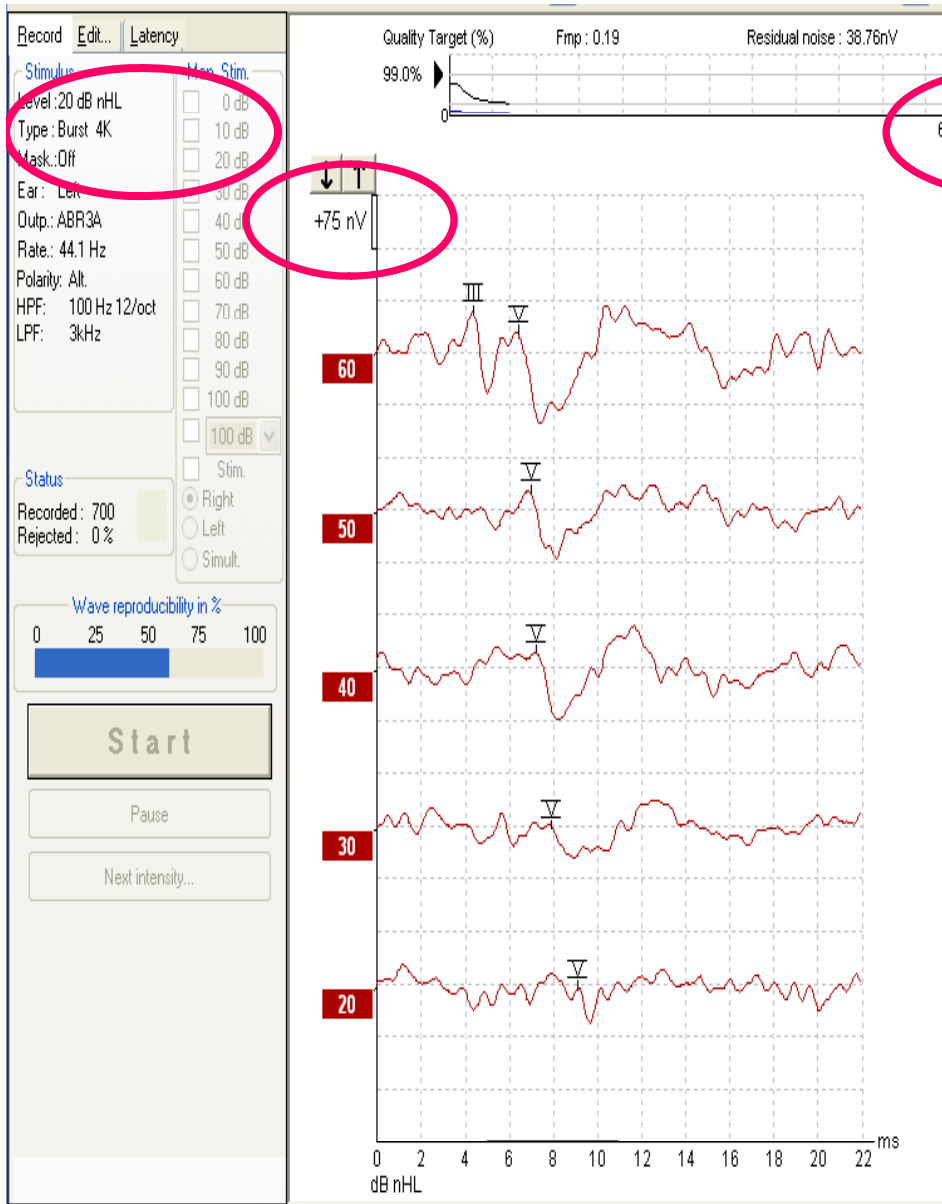 Record Edit... Latency
Stimulus
Level :20 dB nHL
Type : Burst 4K
Mask.:Off
Ear : Left
Outp.: ABR3A
Rate.: 44.1 Hz
Polarity: Alt.
HPF: 100 Hz 12/oct
LPF: 3kHz
Man. Stim.
0 dB
10 dB
20 dB
30 dB
40 dB
50 dB
60 dB
70 dB
80 dB
90 dB
100 dB
100 dB
Stim.
Right
Left
Simult.
Status
Recorded : 700
Rejected : 0 %
Wave reproducibility in %
0 25 50 75 100
Start
Pause
Next intensity...
Quality Target (%) Fmp : 0.19 Residual noise : 38.76nV
99.0%
0
+75 nV
III V
60
V
50
V
40
V
30
V
20
0 2 4 6 8 10 12 14 16 18 20 22 ms
dB nHL